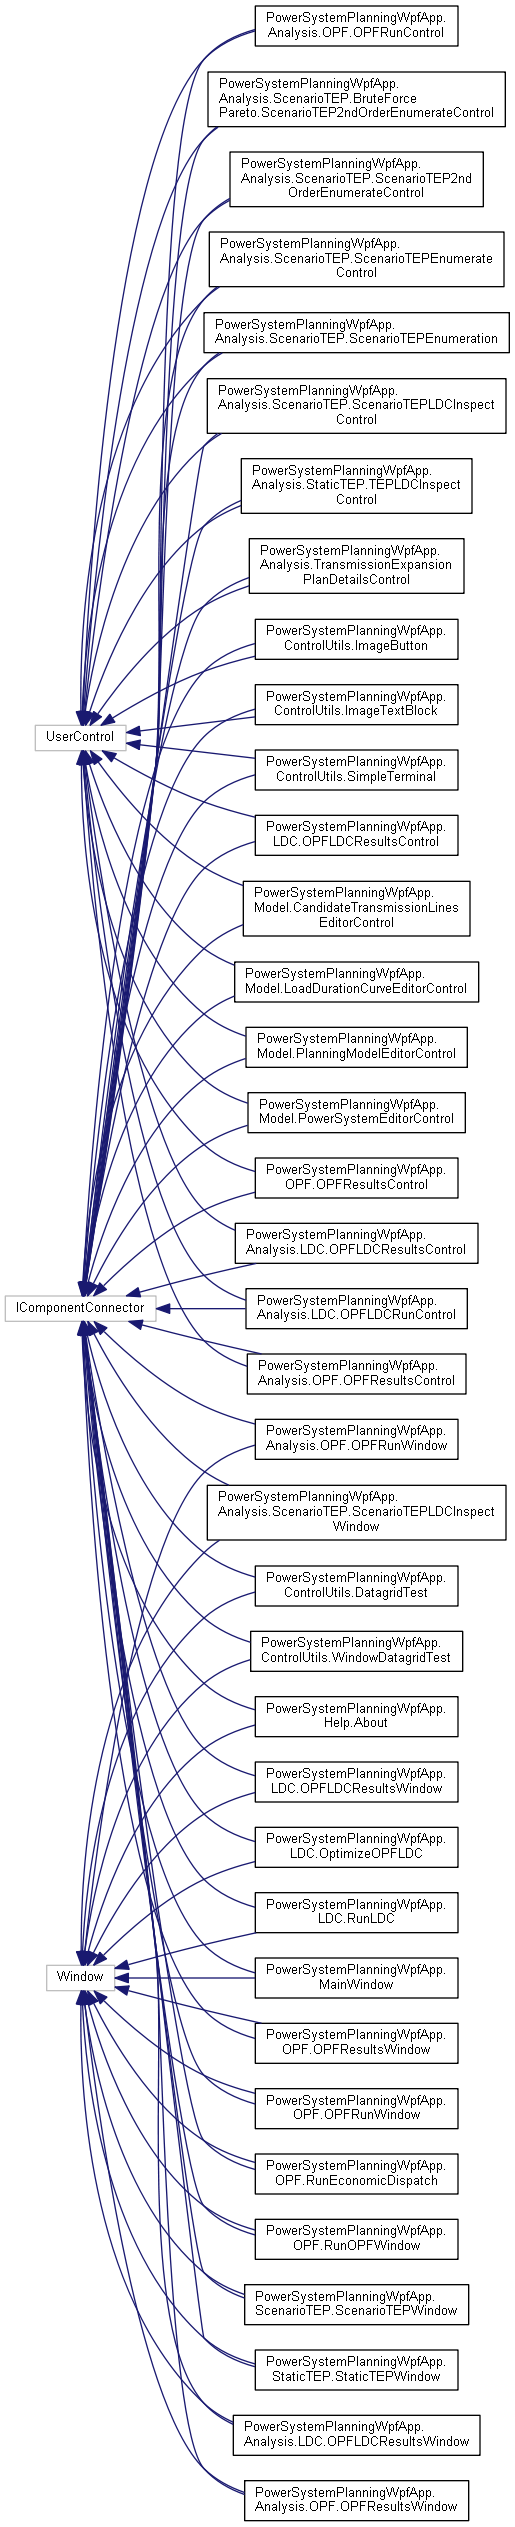 PowerSystemPlanningWpfApp.
Analysis.OPF.OPFRunControl
PowerSystemPlanningWpfApp.
Analysis.ScenarioTEP.BruteForce
Pareto.ScenarioTEP2ndOrderEnumerateControl
PowerSystemPlanningWpfApp.
Analysis.ScenarioTEP.ScenarioTEP2nd
OrderEnumerateControl
PowerSystemPlanningWpfApp.
Analysis.ScenarioTEP.ScenarioTEPEnumerate
Control
PowerSystemPlanningWpfApp.
Analysis.ScenarioTEP.ScenarioTEPEnumeration
PowerSystemPlanningWpfApp.
Analysis.ScenarioTEP.ScenarioTEPLDCInspect
Control
PowerSystemPlanningWpfApp.
Analysis.StaticTEP.TEPLDCInspect
Control
PowerSystemPlanningWpfApp.
Analysis.TransmissionExpansion
PlanDetailsControl
PowerSystemPlanningWpfApp.
ControlUtils.ImageButton
PowerSystemPlanningWpfApp.
ControlUtils.ImageTextBlock
UserControl
PowerSystemPlanningWpfApp.
ControlUtils.SimpleTerminal
PowerSystemPlanningWpfApp.
LDC.OPFLDCResultsControl
PowerSystemPlanningWpfApp.
Model.CandidateTransmissionLines
EditorControl
PowerSystemPlanningWpfApp.
Model.LoadDurationCurveEditorControl
PowerSystemPlanningWpfApp.
Model.PlanningModelEditorControl
PowerSystemPlanningWpfApp.
Model.PowerSystemEditorControl
PowerSystemPlanningWpfApp.
OPF.OPFResultsControl
PowerSystemPlanningWpfApp.
Analysis.LDC.OPFLDCResultsControl
IComponentConnector
PowerSystemPlanningWpfApp.
Analysis.LDC.OPFLDCRunControl
PowerSystemPlanningWpfApp.
Analysis.OPF.OPFResultsControl
PowerSystemPlanningWpfApp.
Analysis.OPF.OPFRunWindow
PowerSystemPlanningWpfApp.
Analysis.ScenarioTEP.ScenarioTEPLDCInspect
Window
PowerSystemPlanningWpfApp.
ControlUtils.DatagridTest
PowerSystemPlanningWpfApp.
ControlUtils.WindowDatagridTest
PowerSystemPlanningWpfApp.
Help.About
PowerSystemPlanningWpfApp.
LDC.OPFLDCResultsWindow
PowerSystemPlanningWpfApp.
LDC.OptimizeOPFLDC
PowerSystemPlanningWpfApp.
LDC.RunLDC
Window
PowerSystemPlanningWpfApp.
MainWindow
PowerSystemPlanningWpfApp.
OPF.OPFResultsWindow
PowerSystemPlanningWpfApp.
OPF.OPFRunWindow
PowerSystemPlanningWpfApp.
OPF.RunEconomicDispatch
PowerSystemPlanningWpfApp.
OPF.RunOPFWindow
PowerSystemPlanningWpfApp.
ScenarioTEP.ScenarioTEPWindow
PowerSystemPlanningWpfApp.
StaticTEP.StaticTEPWindow
PowerSystemPlanningWpfApp.
Analysis.LDC.OPFLDCResultsWindow
PowerSystemPlanningWpfApp.
Analysis.OPF.OPFResultsWindow